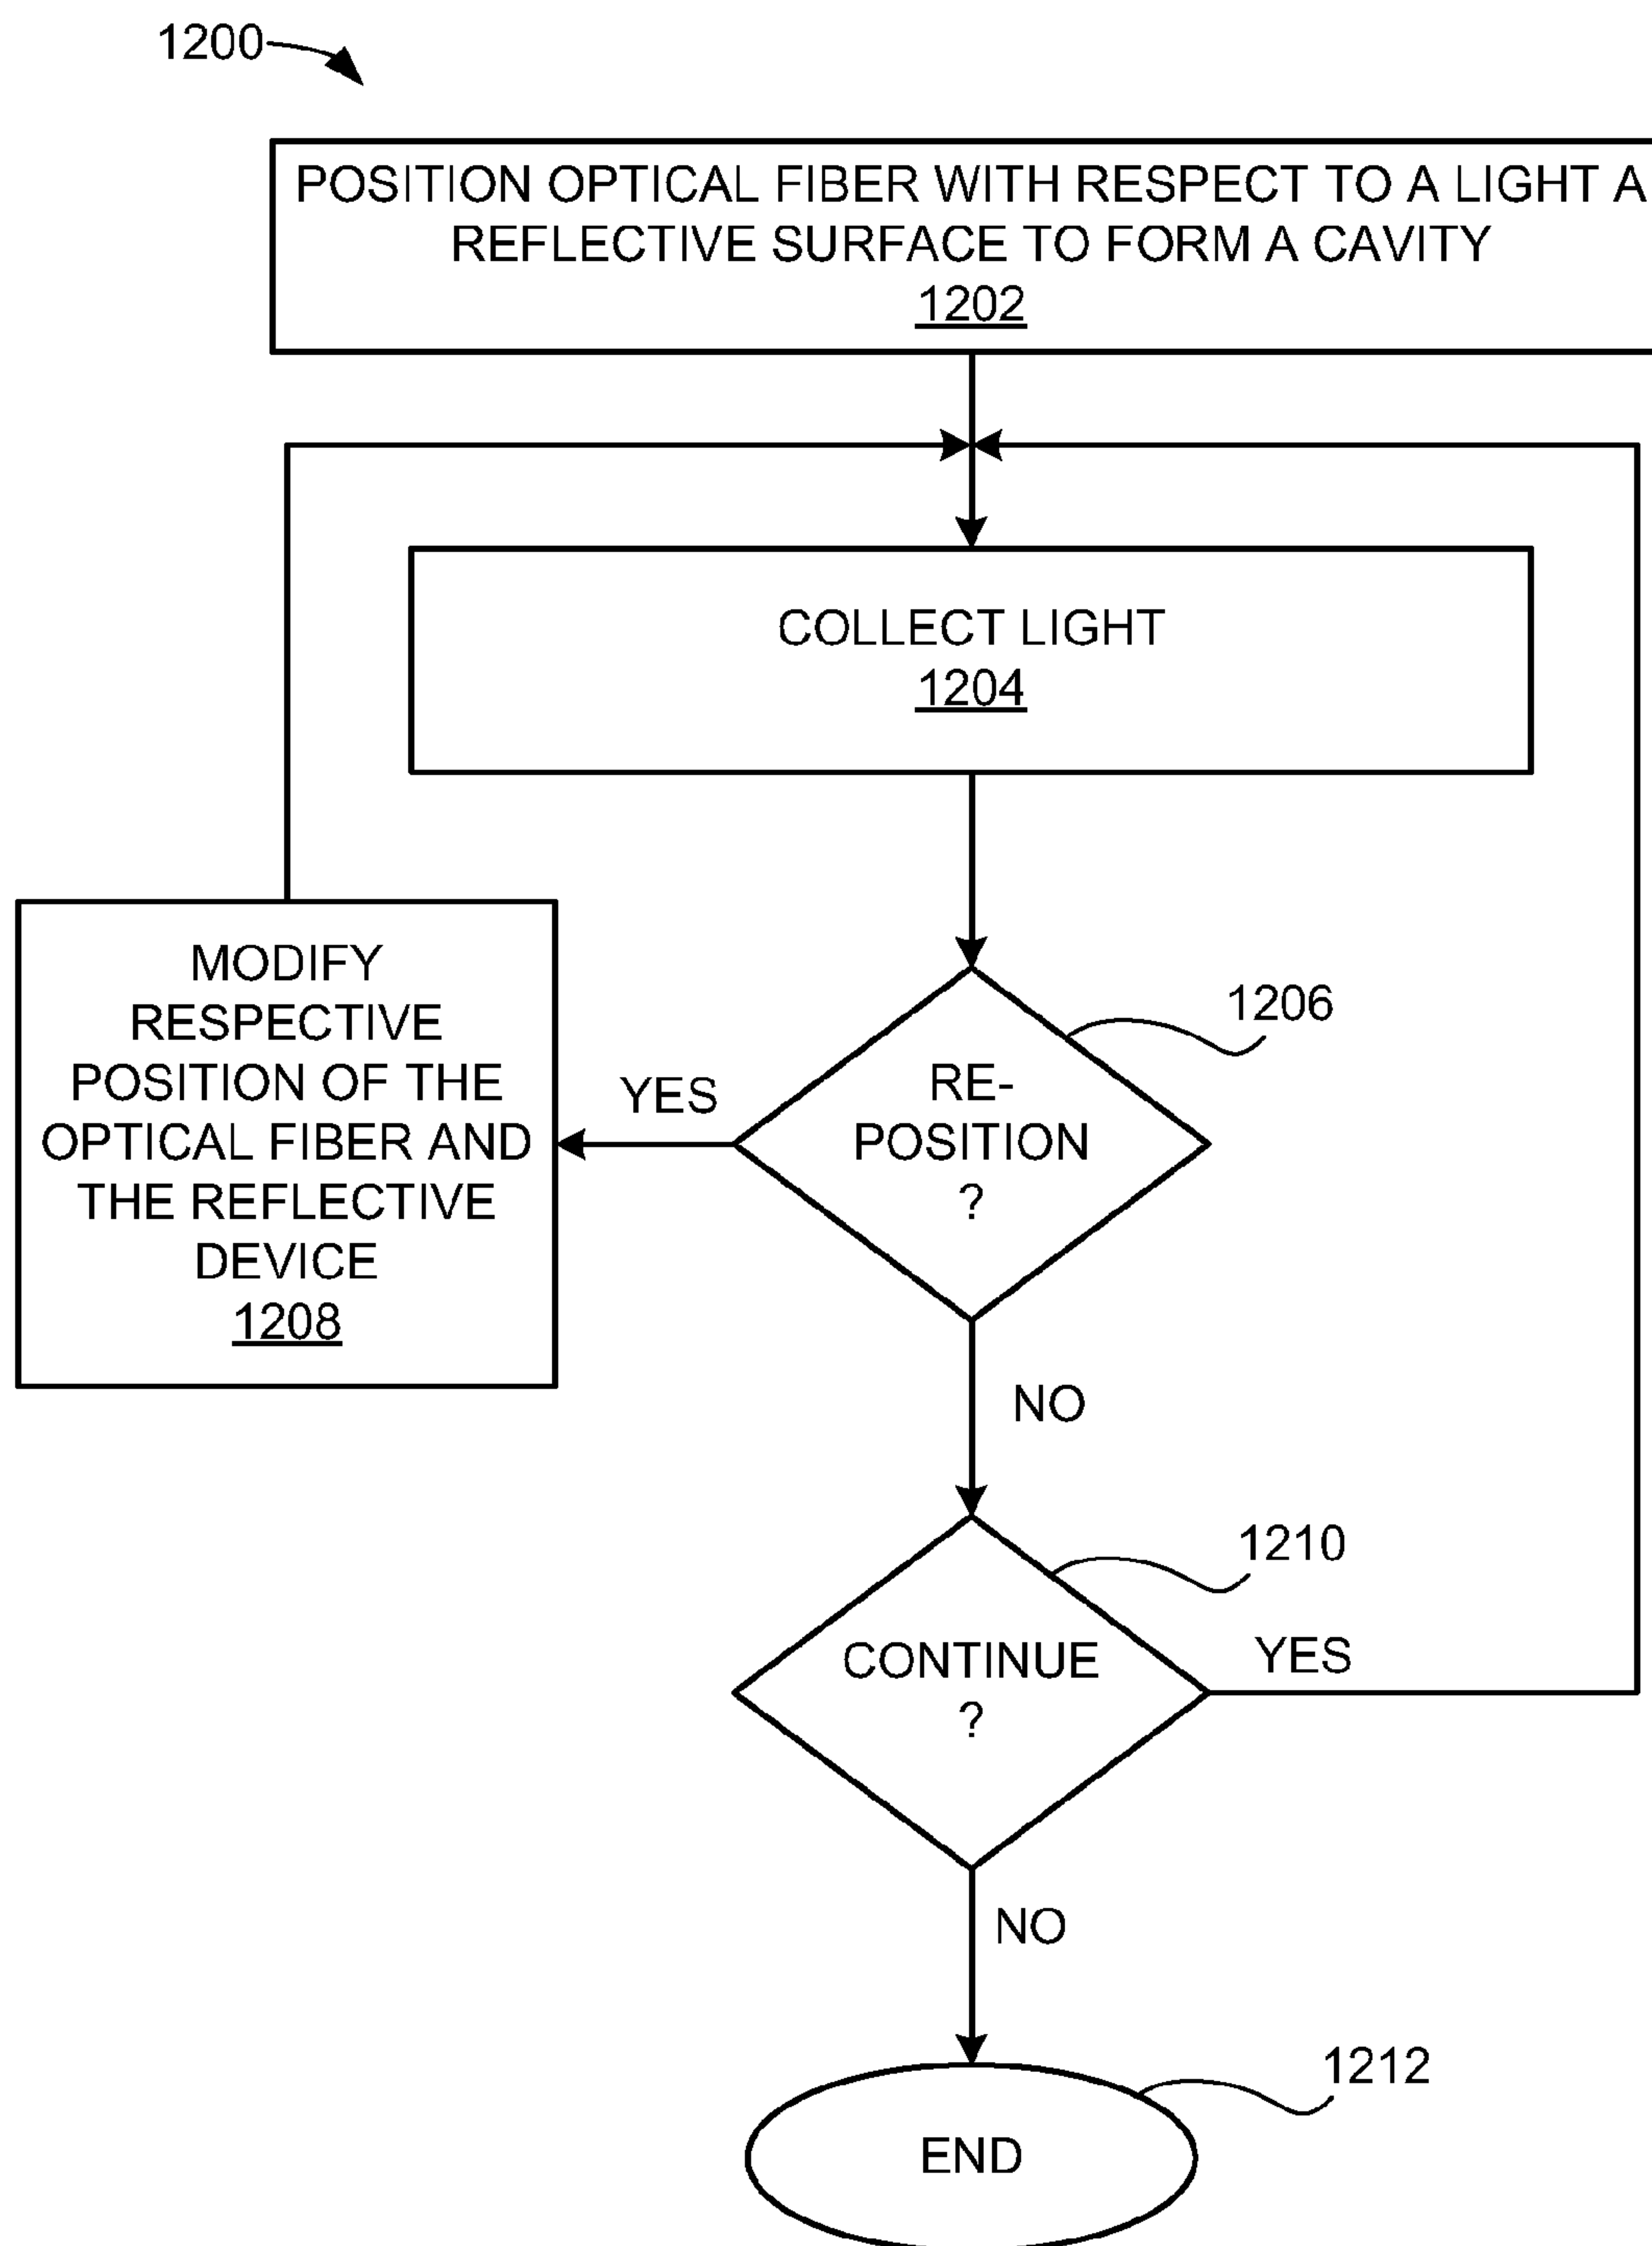 1200
POSITION OPTICAL FIBER WITH RESPECT TO A LIGHT A
REFLECTIVE SURFACE TO FORM A CAVITY
1202
COLLECT LIGHT
1204
MODIFY
RESPECTIVE
POSITION OF THE
OPTICAL FIBER AND
THE REFLECTIVE
DEVICE
1208
YES
RE-
POSITION
?
1206
NO
1210
CONTINUE
?
YES
NO
1212
END